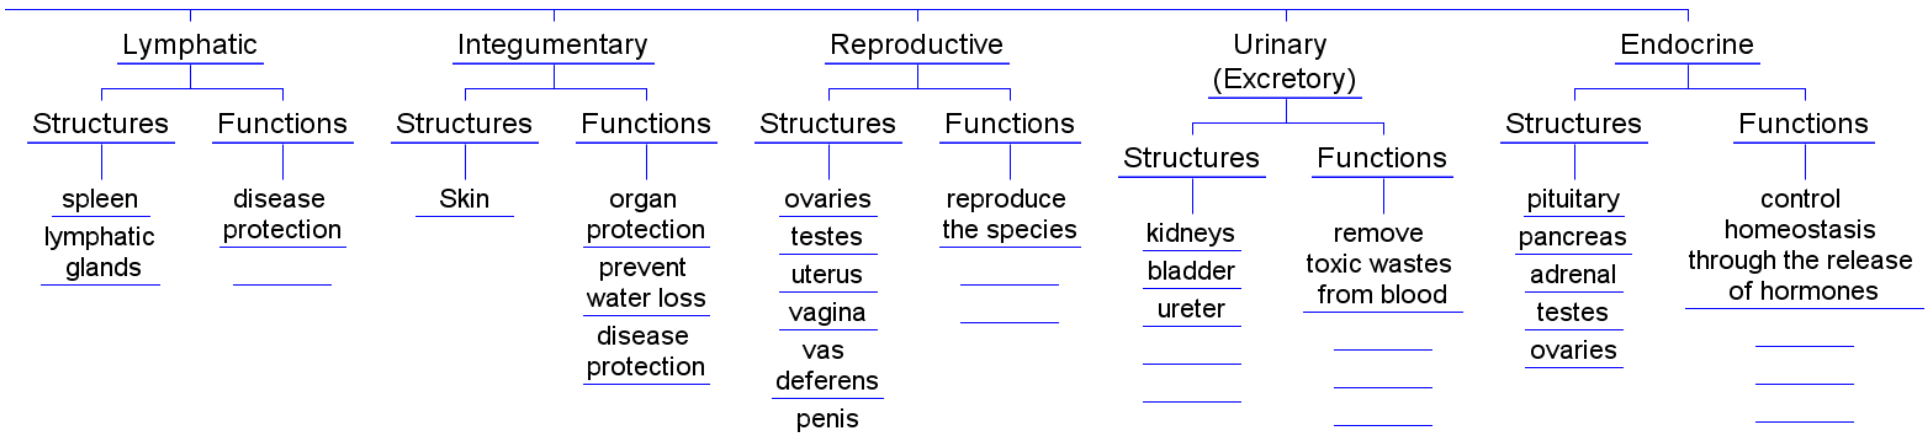 Lymphatic
Structures
spleen
lymphatic
glands
Functions
disease
protection
Integumentary
Structures
Skin
Functions
organ
protection
prevent
water loss
disease
protection
Reproductive
Structures
ovaries
testes
uterus
vagina
vas
deferens
penis
Functions
reproduce
the species
Urinary
(Excretory)
Structures
kidneys
bladder
ureter
Functions
remove
toxic wastes
from blood
Endocrine
Structures
pituitary
pancreas
adrenal
testes
ovaries
Functions
control
homeostasis
through the release
of hormones